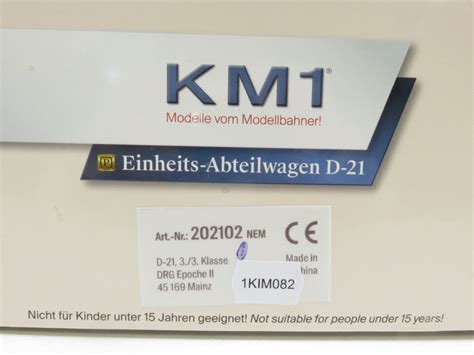 KM1®
Modelle vom Modellbahner!
Einheits-Abteilwagen D-21
Art.-Nr.: 202102 NEM
CE
D-21, 3./3. Klasse
DRG Epoche II
45 169 Mainz
Made in
China
1KIM082
Nicht für Kinder unter 15 Jahren geeignet! Not suitable for people under 15 years!